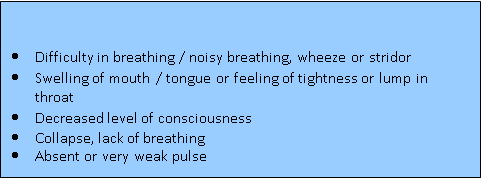 • Difficulty in breathing / noisy breathing, wheeze or stridor
• Swelling of mouth / tongue or feeling of tightness or lump in
throat
• Decreased level of consciousness
• Collapse, lack of breathing
• Absent or very weak pulse